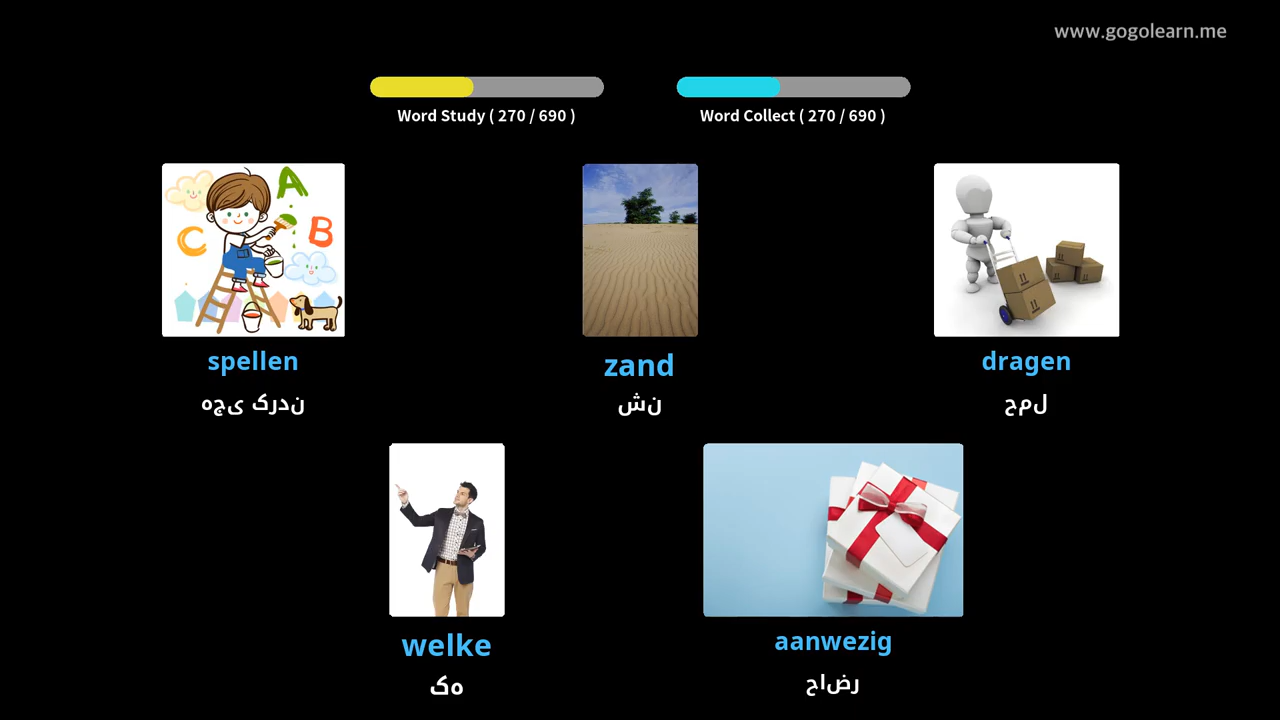 www.gogolearn.me
Word Study ( 270 / 690 )
Word Collect ( 270 / 690 )
A
B
C
spellen
ندرک یجه
zand
نش
dragen
لمح
welke
هک
aanwezig
رضاح